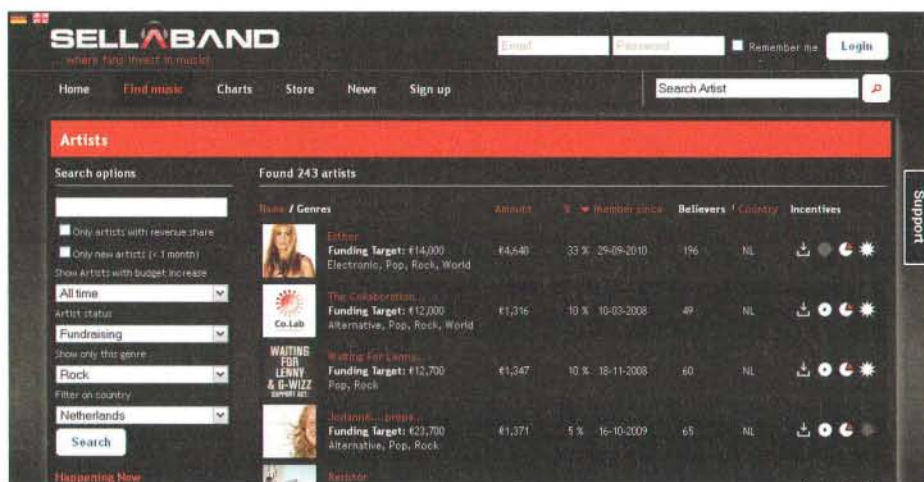 SELLABAND
where fans invest in music!
Email Password Remember me Login
Home Find music Charts Store News Sign up Search Artist
Artists
Search options
Only artists with revenue share
Only new artists (< 1 month)
Show Artists with budget increase
All time
Artist status
Fundraising
Show only this genre
Rock
Filter on country
Netherlands
Search
Happening Now
Found 243 artists
Name / Genres Amount % Member since Believers Country Incentives
Esther
Funding Target: €14,000 €4,640 33 % 29-09-2010 196 NL
Electronic, Pop, Rock, World
Co.Lab
The Collaboration...
Funding Target: €12,000 €1,316 10 % 10-03-2008 49 NL
Alternative, Pop, Rock, World
WAITING
FOR
LENNY
& G-WIZZ
SUPPORT ACT:
Waiting For Lenny...
Funding Target: €12,700 €1,347 10 % 18-11-2008 60 NL
Pop, Rock
Funding Target: €23,700 €1,371 5 % 16-10-2009 65 NL
Alternative, Pop, Rock
Support